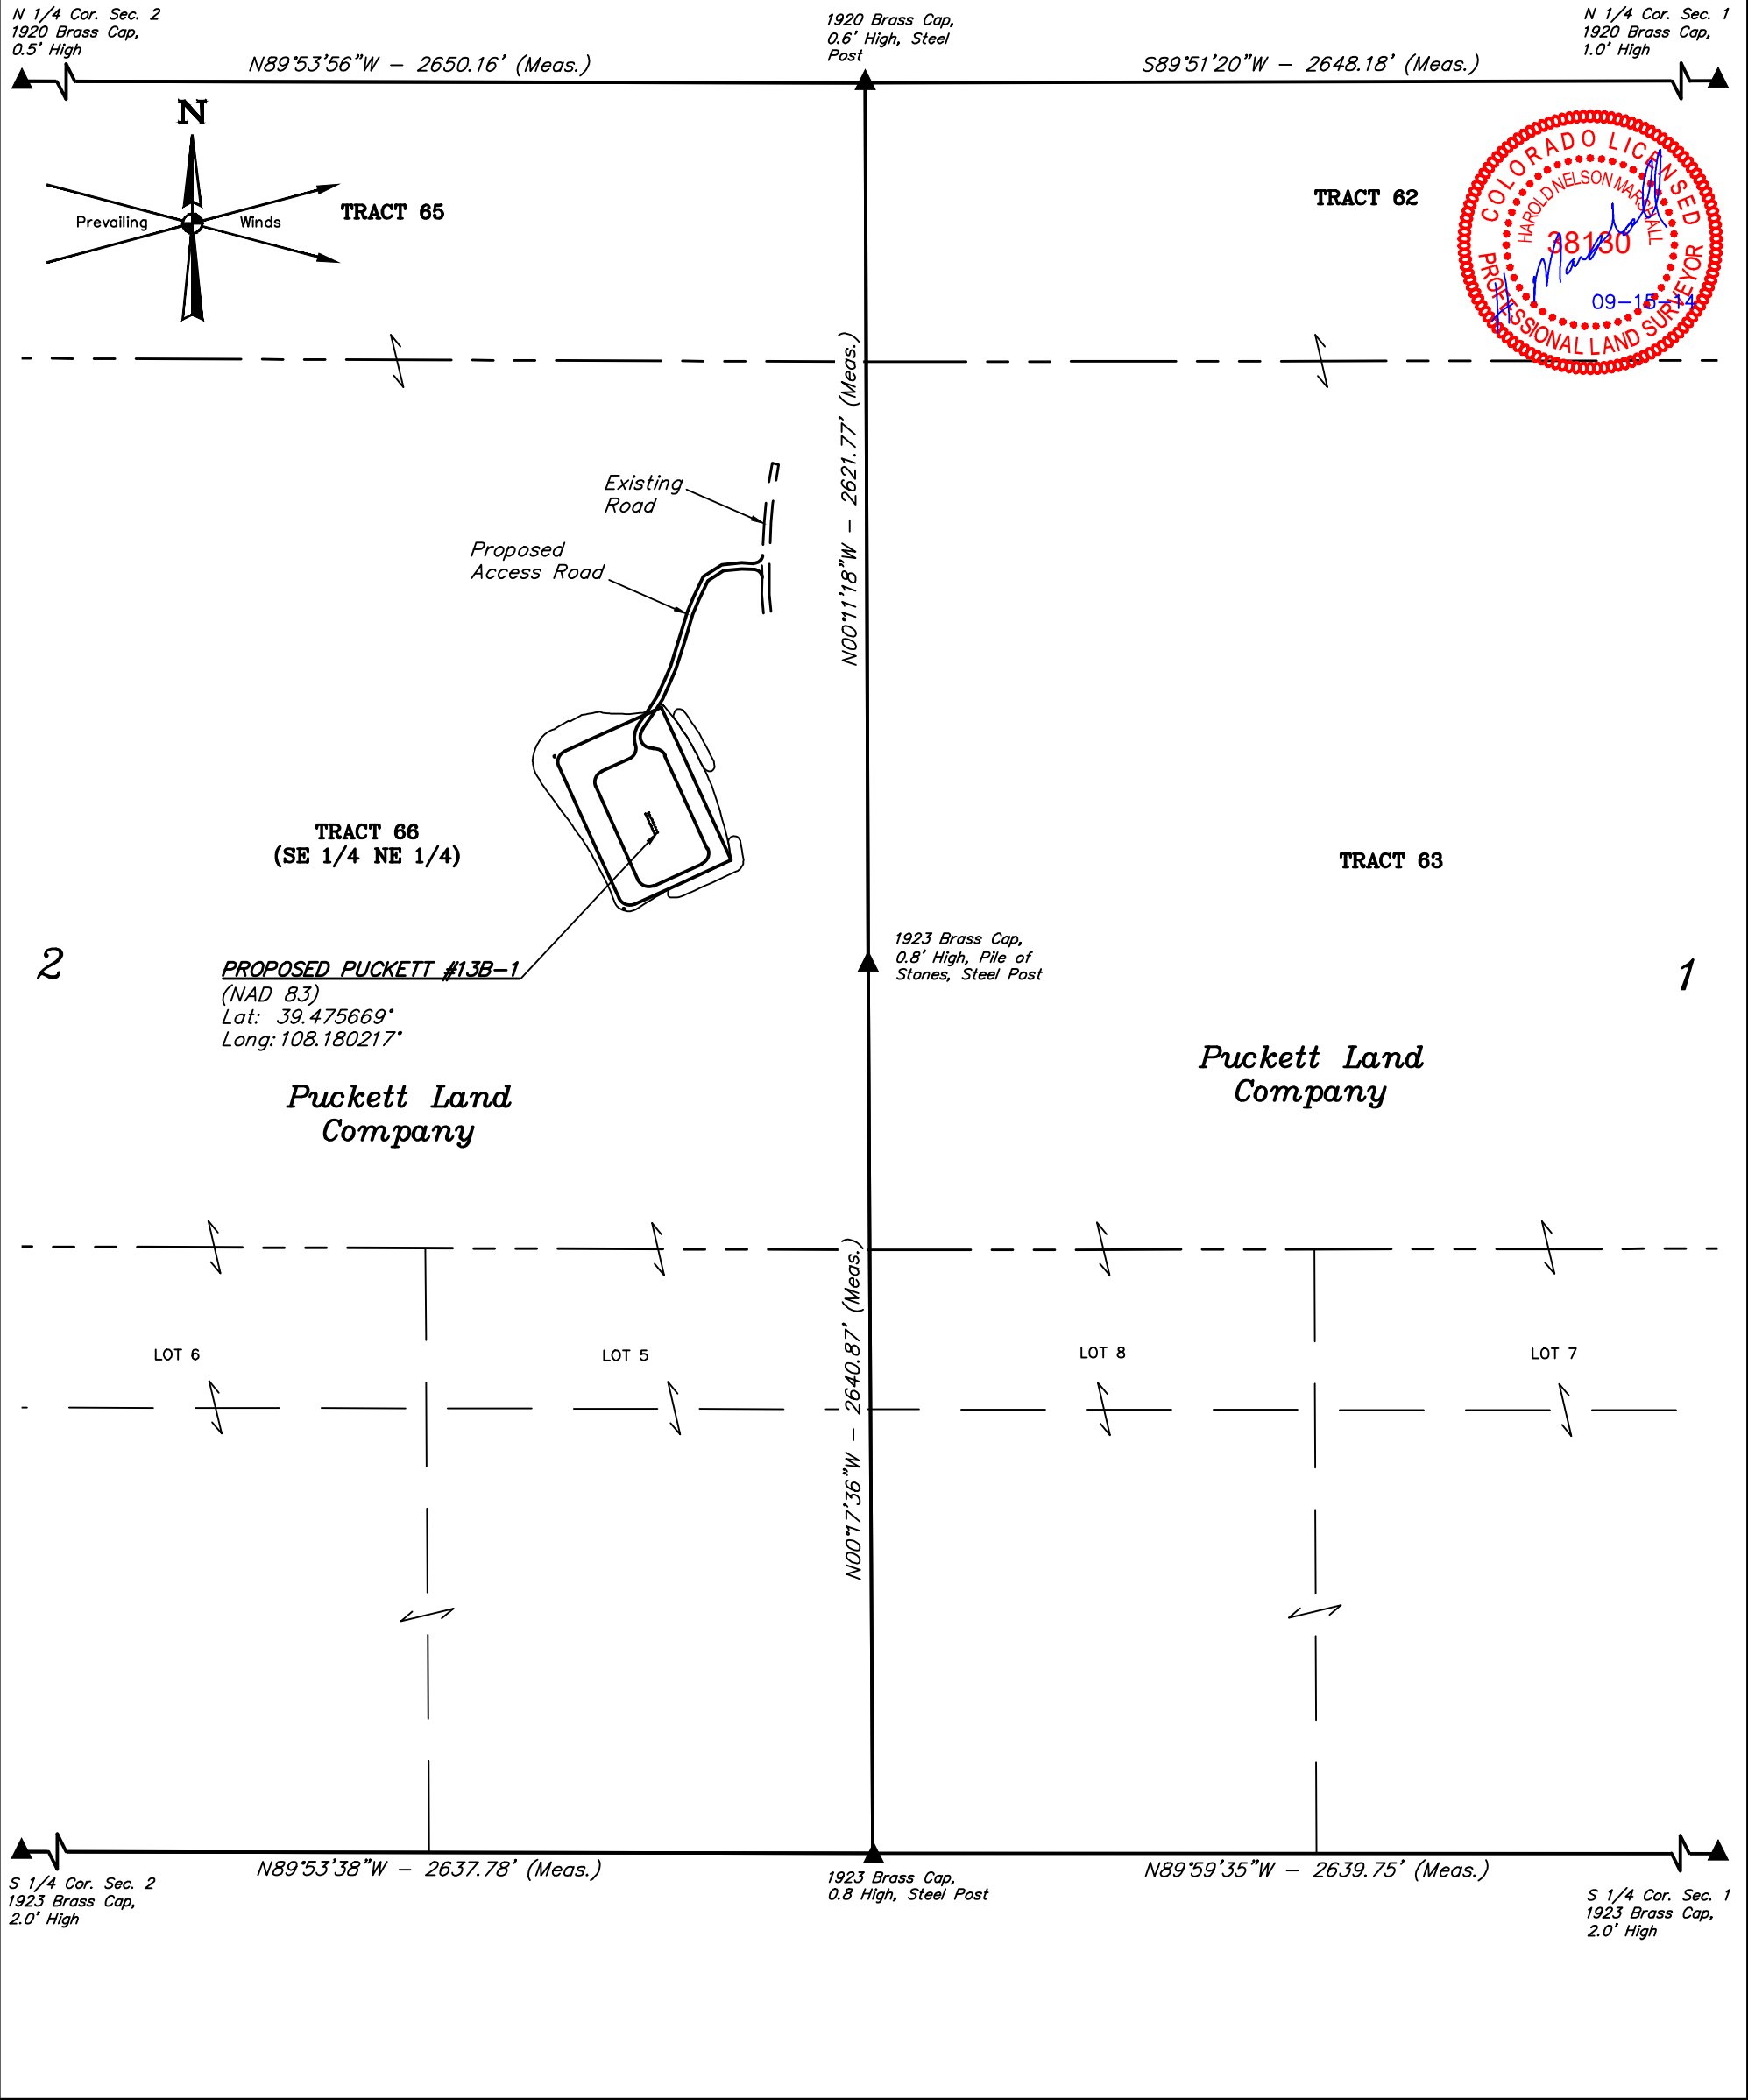 N 1/4 Cor. Sec. 2
1920 Brass Cap,
0.5' High
N89°53'56"W - 2650.16' (Meas.)
1920 Brass Cap,
0.6' High, Steel
Post
S89°51'20"W - 2648.18' (Meas.)
N 1/4 Cor. Sec. 1
1920 Brass Cap,
1.0' High
N
Prevailing Winds
TRACT 65
TRACT 62
COLORADO LICENSED
HAROLD NELSON MARSHALL
38130
09-15-14
PROFESSIONAL LAND SURVEYOR
N00°11'18"W - 2621.77' (Meas.)
Existing
Road
Proposed
Access Road
TRACT 66
(SE 1/4 NE 1/4)
TRACT 63
2
1923 Brass Cap,
0.8' High, Pile of
Stones, Steel Post
1
PROPOSED PUCKETT #13B-1
(NAD 83)
Lat: 39.475669°
Long: 108.180217°
Puckett Land
Company
Puckett Land
Company
N00°17'36"W - 2640.87' (Meas.)
LOT 6
LOT 5
LOT 8
LOT 7
N89°53'38"W - 2637.78' (Meas.)
N89°59'35"W - 2639.75' (Meas.)
S 1/4 Cor. Sec. 2
1923 Brass Cap,
2.0' High
1923 Brass Cap,
0.8 High, Steel Post
S 1/4 Cor. Sec. 1
1923 Brass Cap,
2.0' High